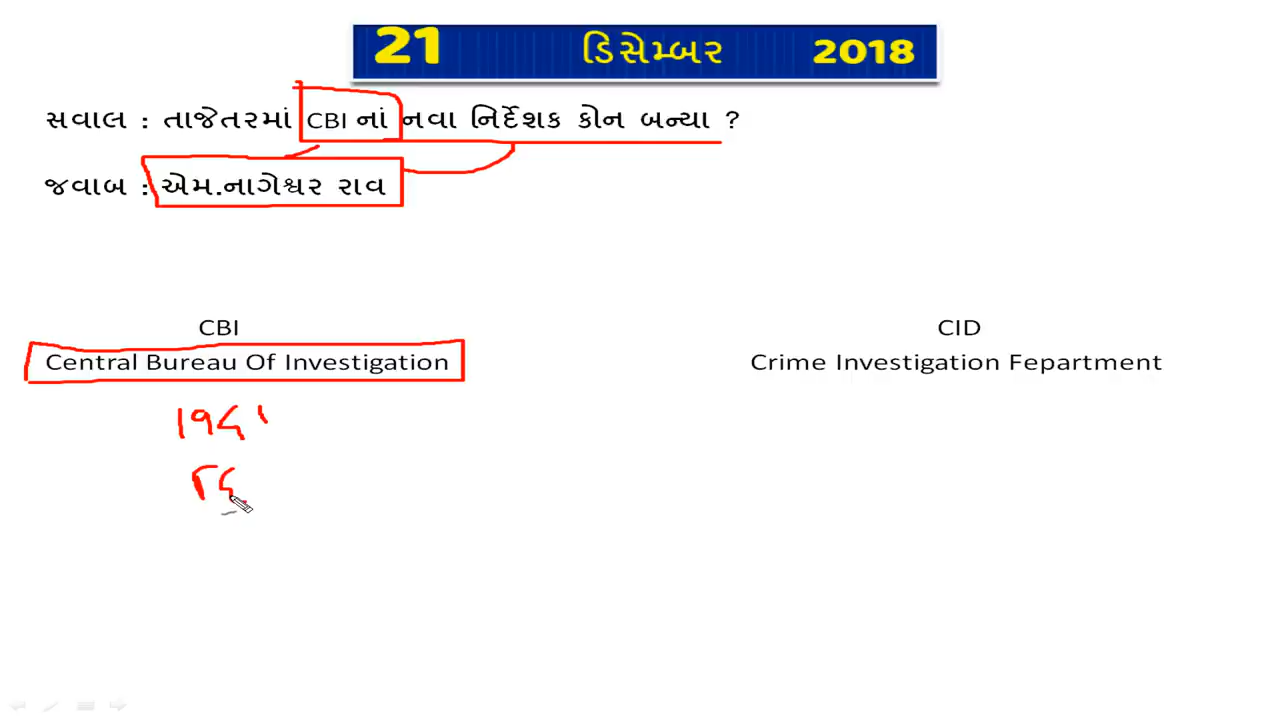 21 ડિસેમ્બર 2018
સવાલ : તાજેતરમાં CBI નાં નવા નિર્દેશક કોન બન્યા ?
જવાબ : એમ.નાગેશ્વર રાવ
CBI
Central Bureau Of Investigation
CID
Crime Investigation Fepartment